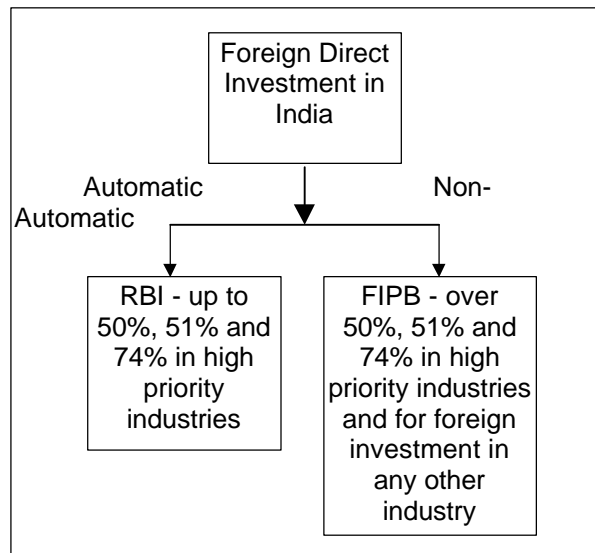 Foreign Direct
Investment in
India
Automatic Non-
Automatic
RBI - up to
50%, 51% and
74% in high
priority
industries
FIPB - over
50%, 51% and
74% in high
priority industries
and for foreign
investment in
any other
industry